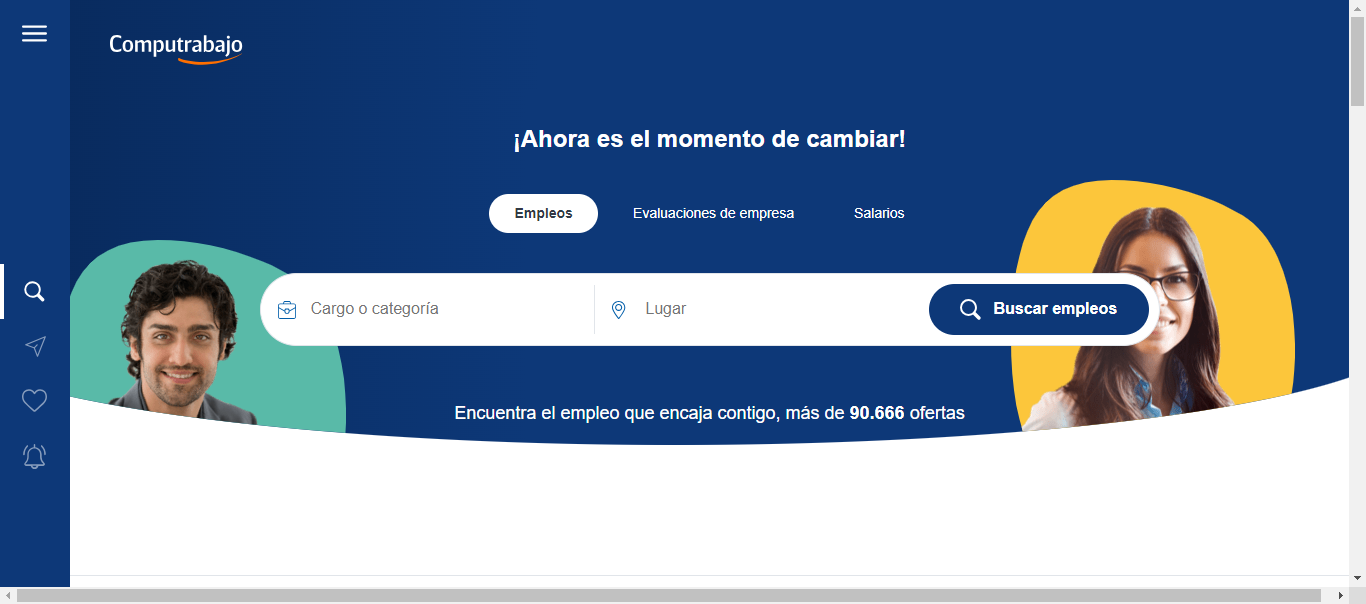 Computrabajo
¡Ahora es el momento de cambiar!
Empleos
Evaluaciones de empresa
Salarios
Cargo o categoría
Lugar
Buscar empleos
Encuentra el empleo que encaja contigo, más de 90.666 ofertas